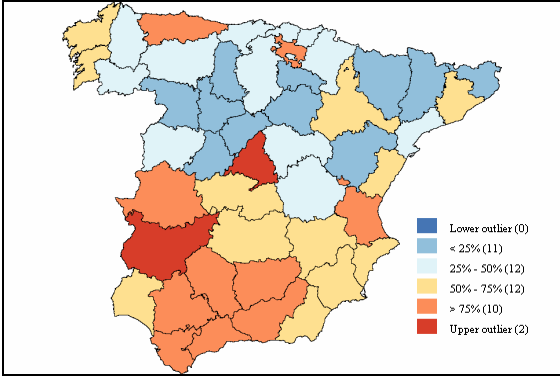 Lower outlier (0)
< 25% (11)
25% - 50% (12)
50% - 75% (12)
> 75% (10)
Upper outlier (2)